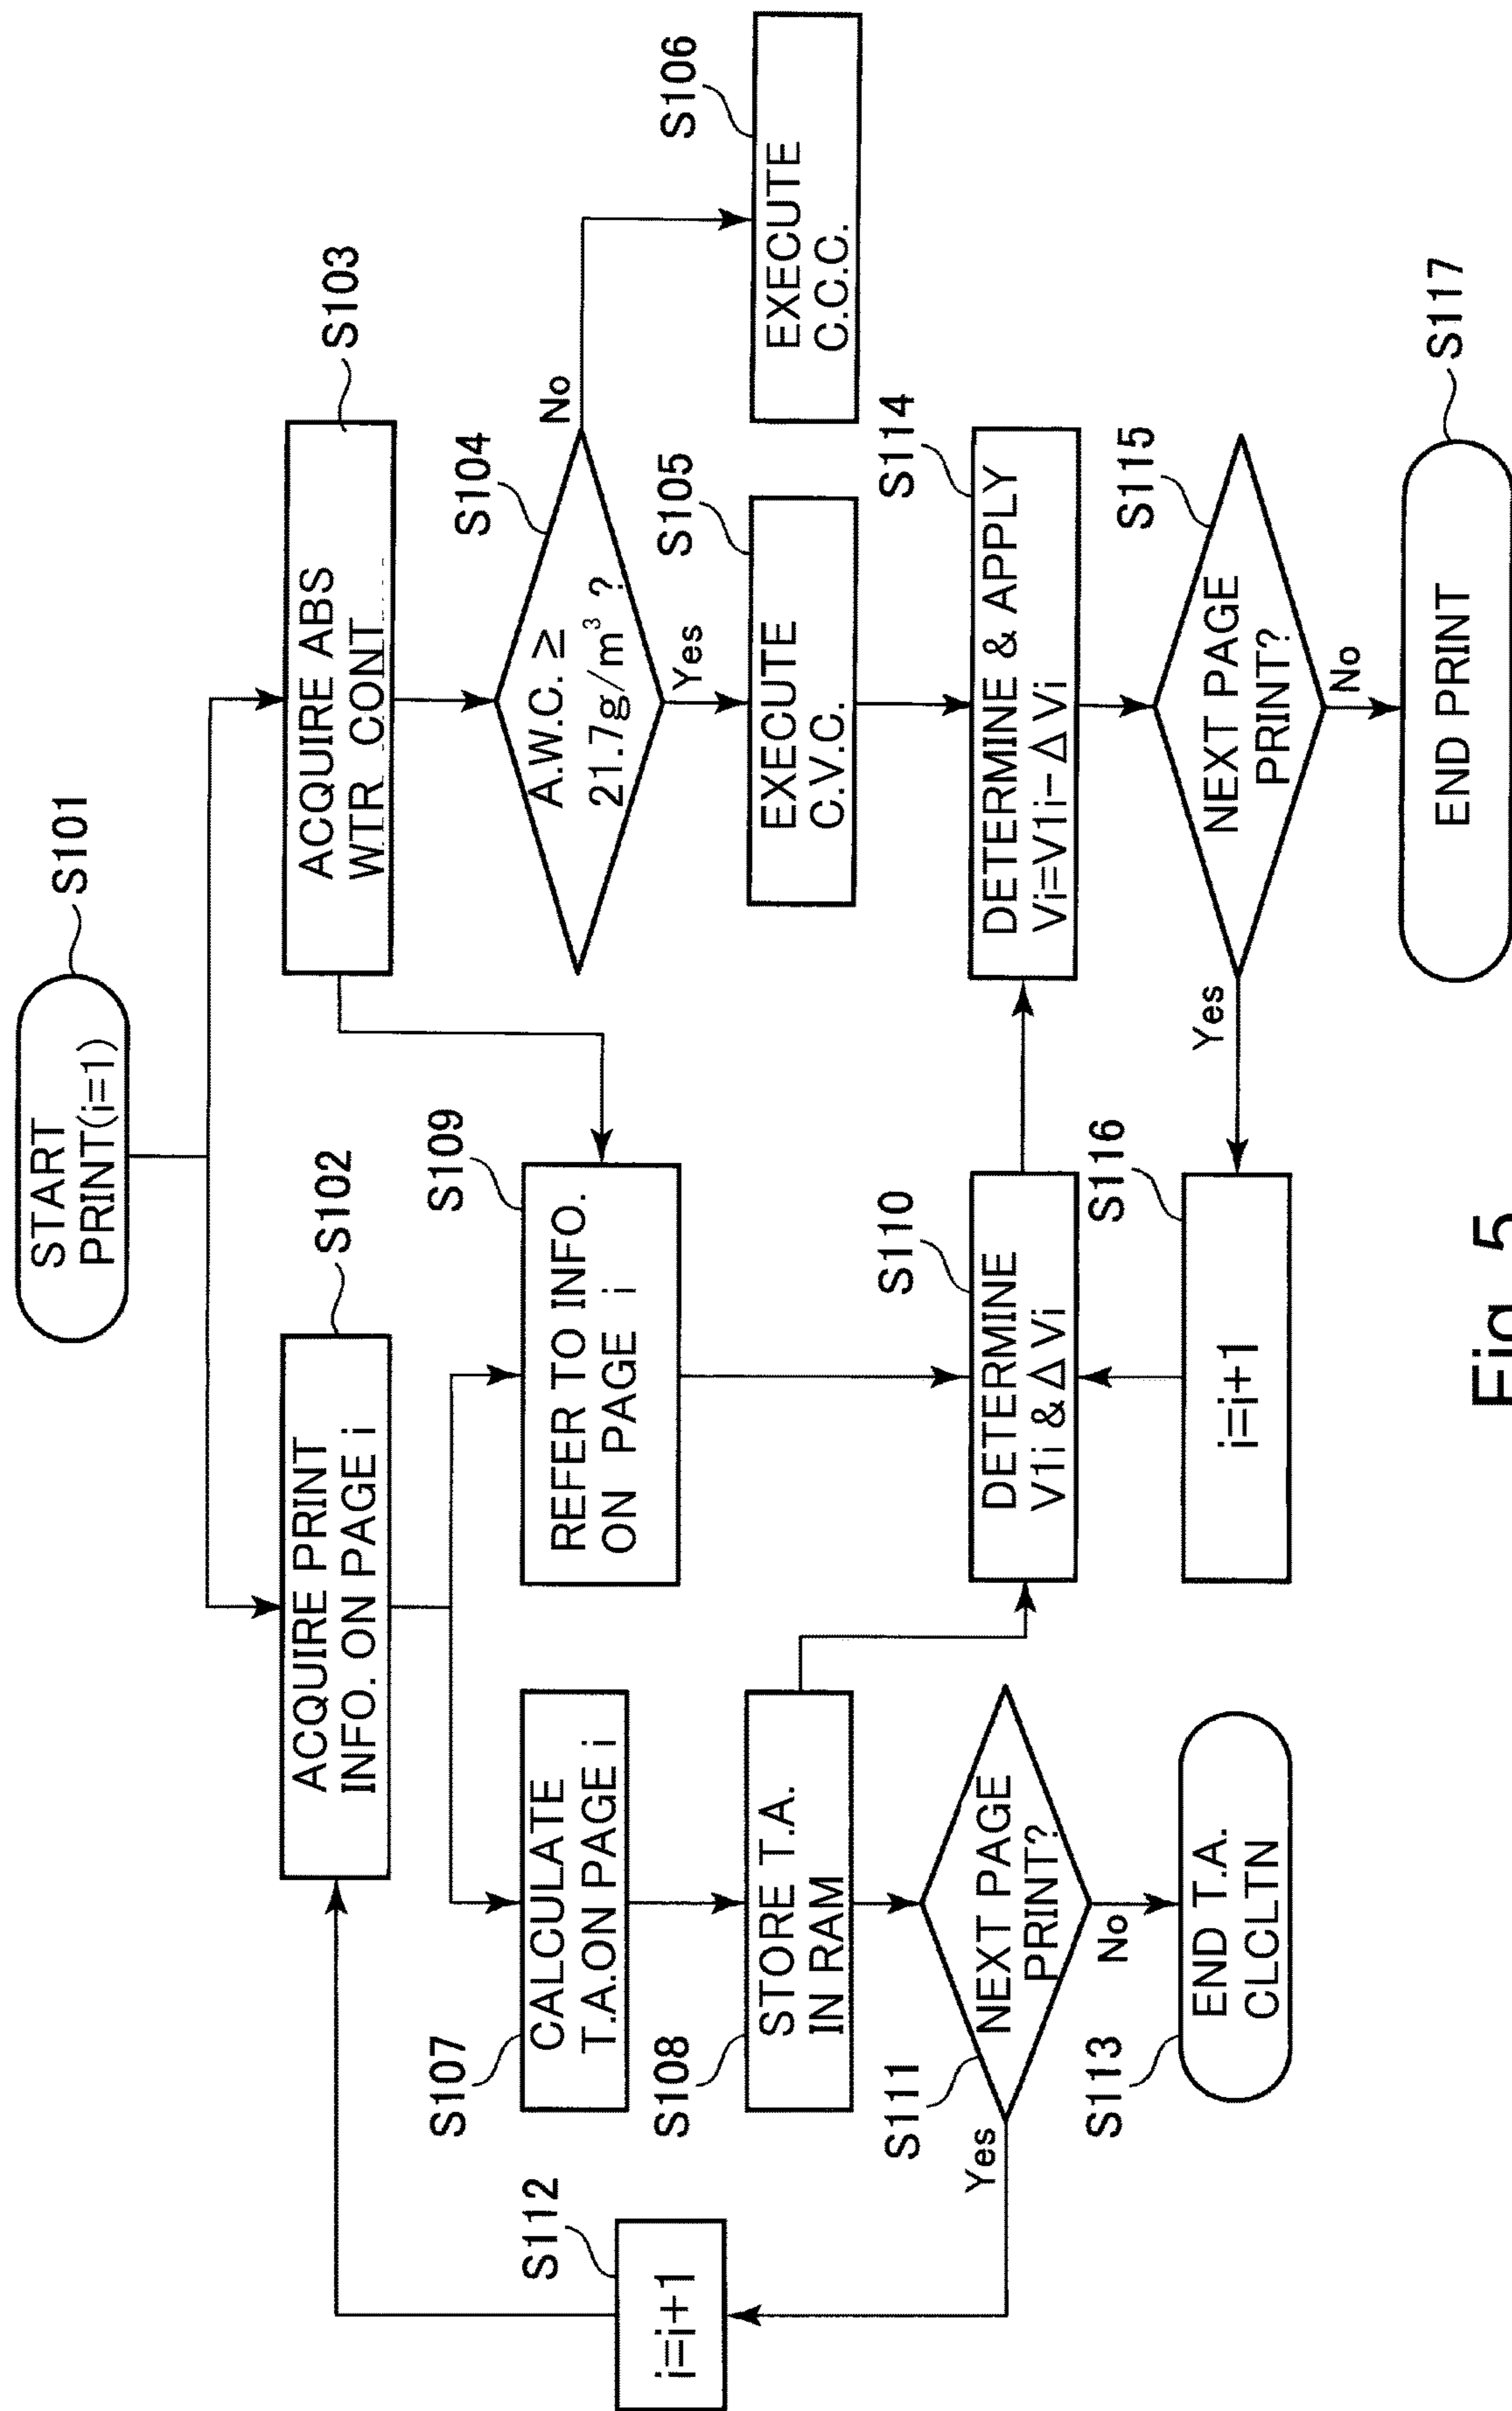 START
PRINT(i=1)
S101
ACQUIRE PRINT
INFO. ON PAGE i
S102
ACQUIRE ABS
WTR CONT
S103
A.W.C. ≥
21.7g/m³ ?
S104
No
Yes
EXECUTE
C.V.C.
S105
EXECUTE
C.C.C.
S106
CALCULATE
T.A.ON PAGE i
S107
STORE T.A.
IN RAM
S108
REFER TO INFO.
ON PAGE i
S109
DETERMINE
V1i & Δ Vi
S110
NEXT PAGE
PRINT?
S111
Yes
No
i=i+1
S112
END T.A.
CLCLTN
S113
DETERMINE & APPLY
Vi=V1i-Δ Vi
S114
NEXT PAGE
PRINT?
S115
Yes
No
i=i+1
S116
END PRINT
S117
Fig. 5